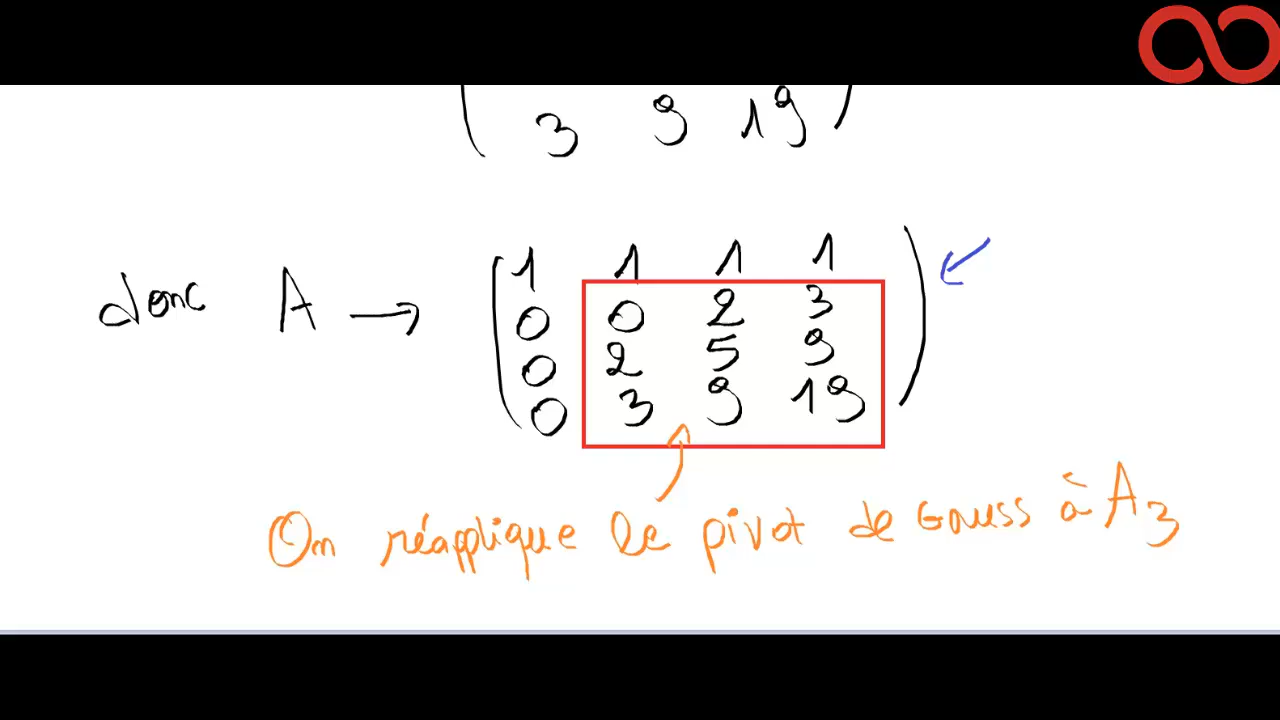 3 9 19
donc A → ( 1 1 1 1
0 0 2 3
0 2 5 9
0 3 9 19 )
On réapplique le pivot de Gauss à A3